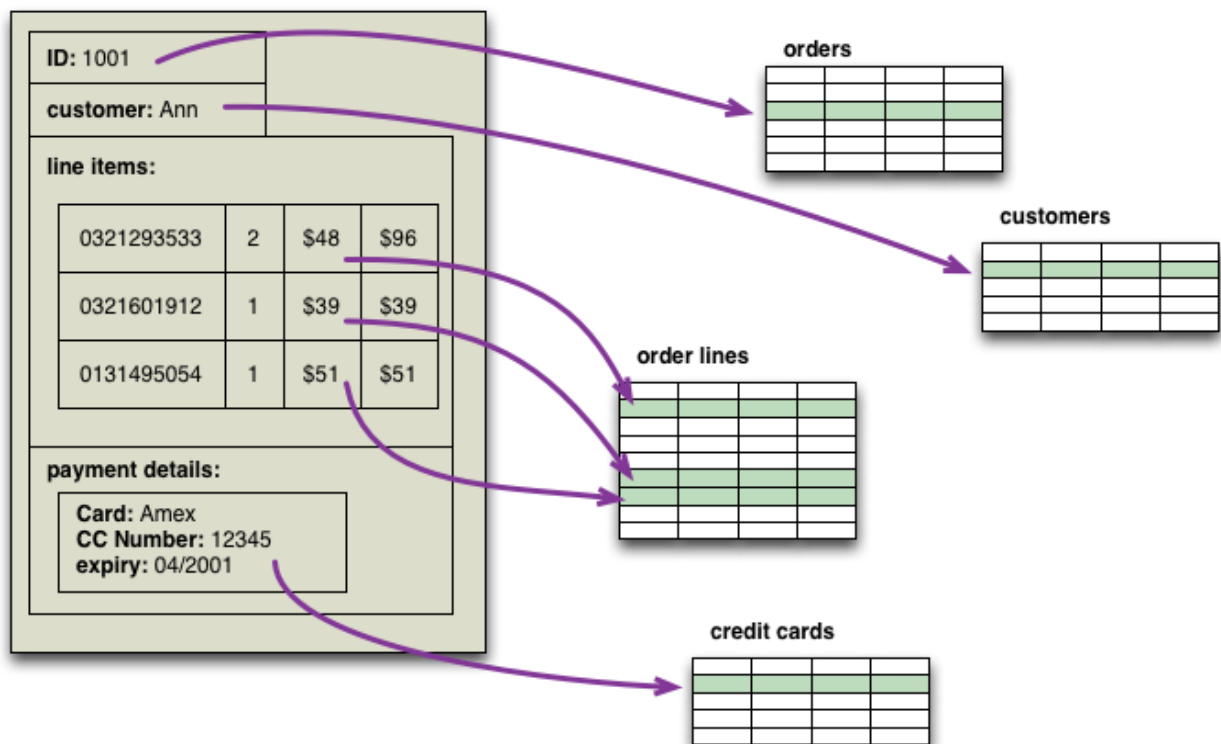 ID: 1001
customer: Ann
line items:
0321293533 2 $48 $96
0321601912 1 $39 $39
0131495054 1 $51 $51
payment details:
Card: Amex
CC Number: 12345
expiry: 04/2001
orders
customers
order lines
credit cards